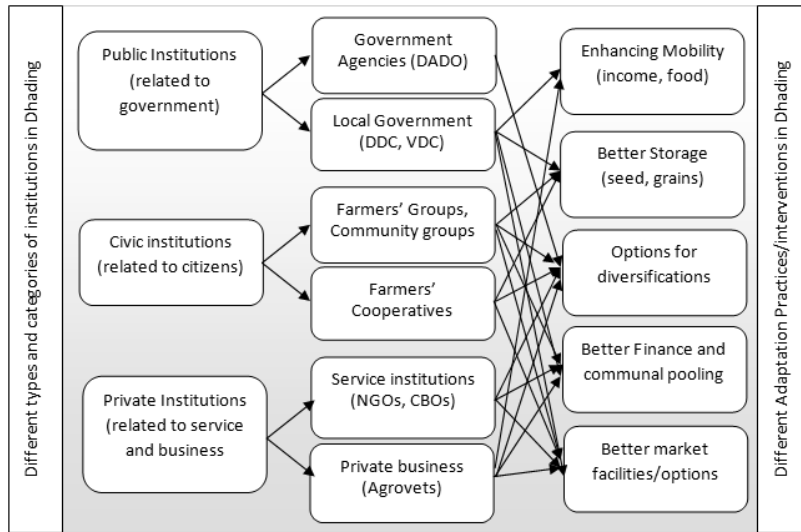 Different types and categories of institutions in Dhading
Public Institutions
(related to
government)
Civic institutions
(related to citizens)
Private Institutions
(related to service
and business
Government
Agencies (DADO)
Local Government
(DDC, VDC)
Farmers’ Groups,
Community groups
Farmers’
Cooperatives
Service institutions
(NGOs, CBOs)
Private business
(Agrovets)
Enhancing Mobility
(income, food)
Better Storage
(seed, grains)
Options for
diversifications
Better Finance and
communal pooling
Better market
facilities/options
Different Adaptation Practices/interventions in Dhading